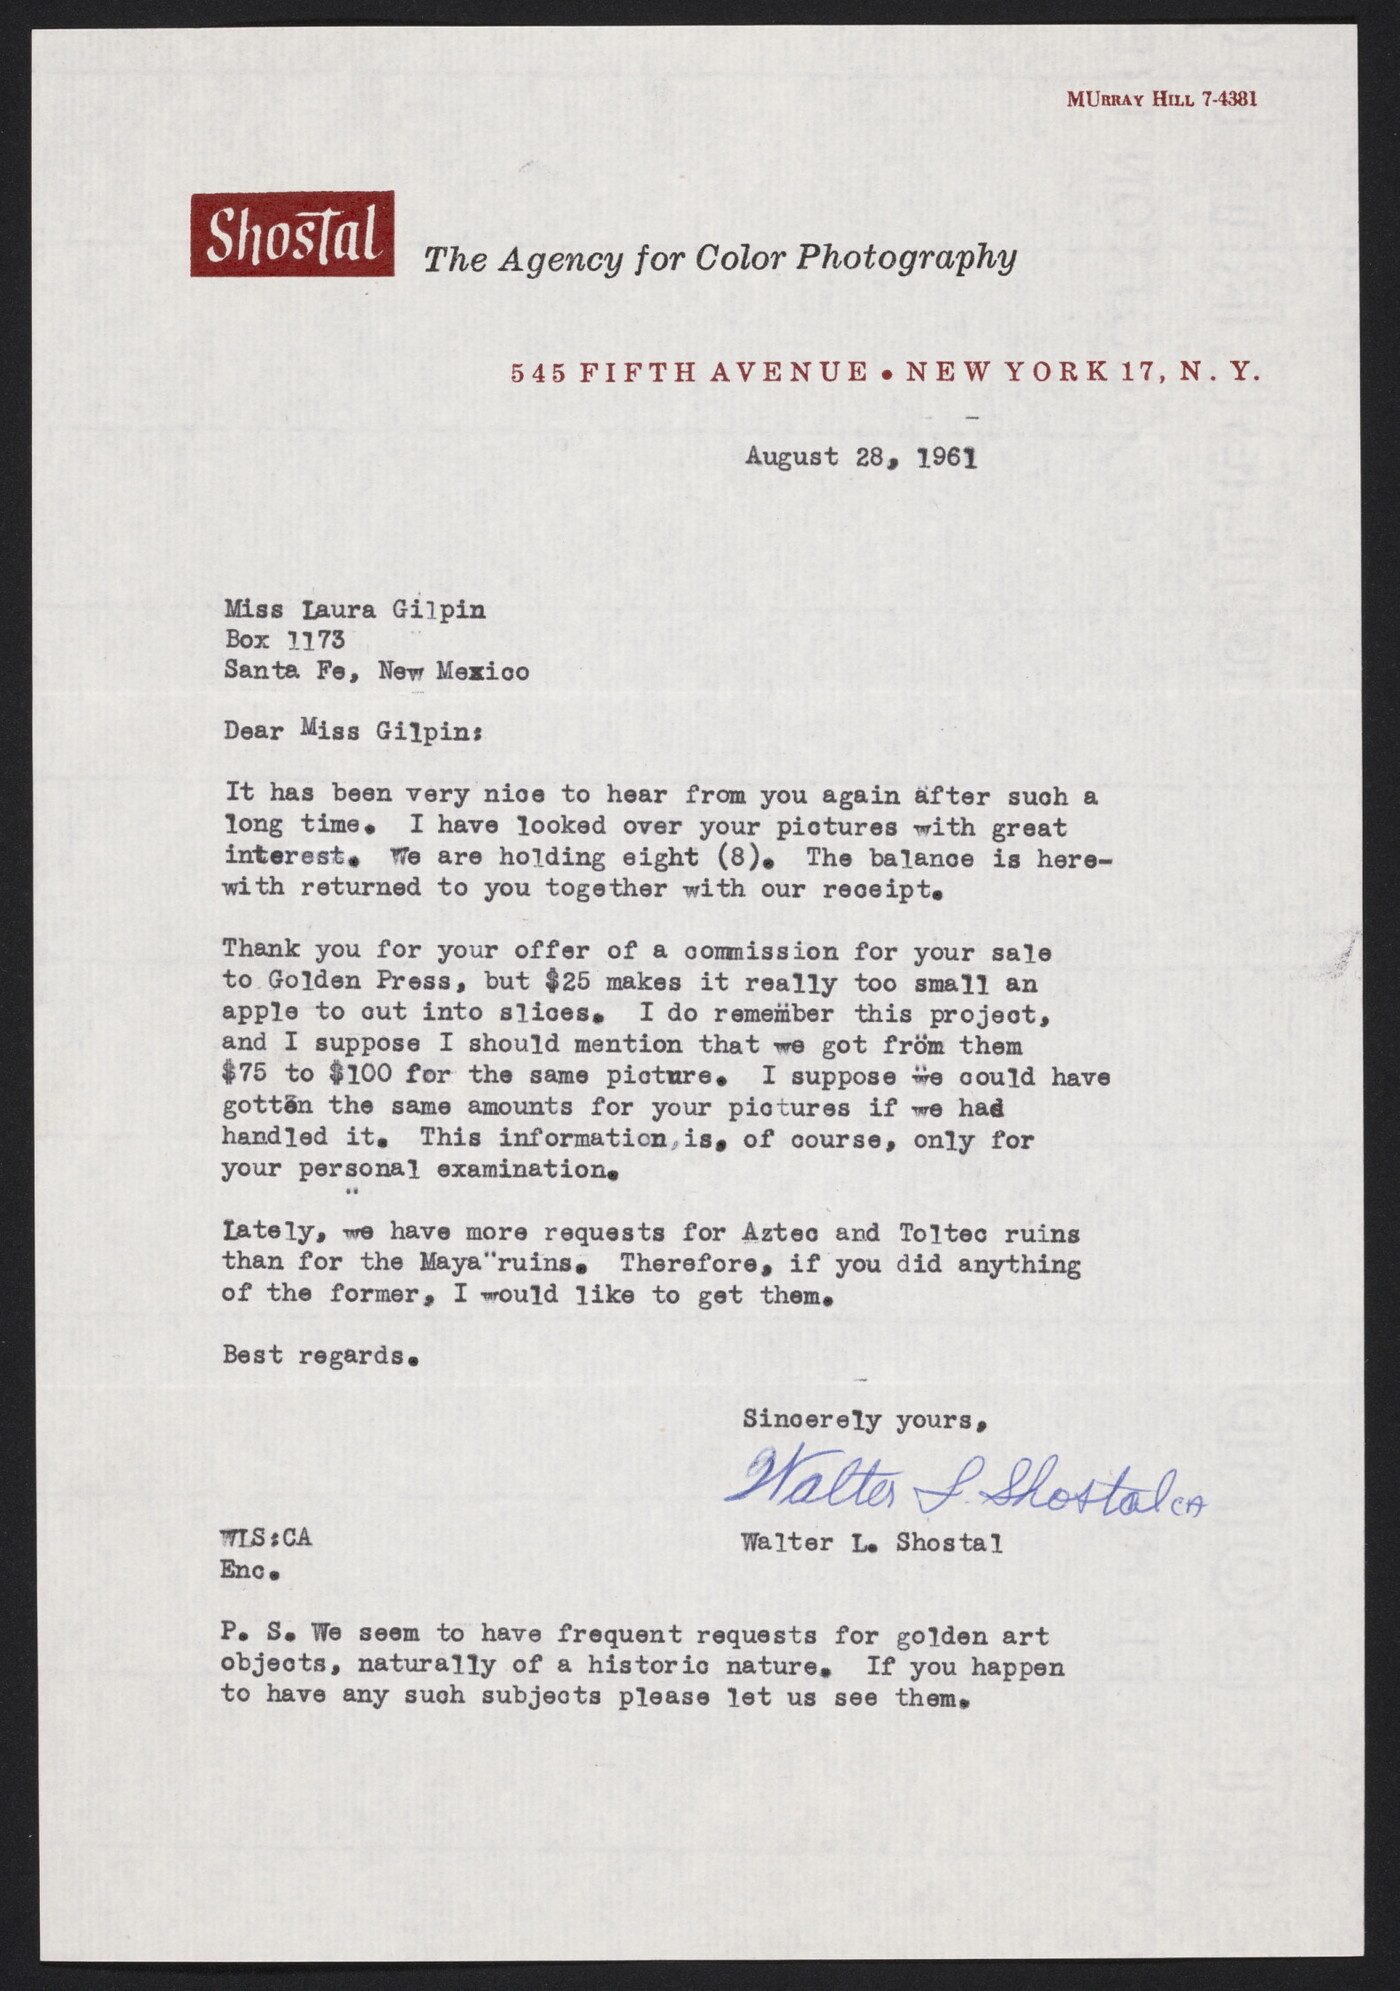 MURRAY HILL 7-4381
Shostal
The Agency for Color Photography
545 FIFTH AVENUE • NEW YORK 17, N. Y.
August 28, 1961
Miss Laura Gilpin
Box 1173
Santa Fe, New Mexico
Dear Miss Gilpin:
It has been very nice to hear from you again after such a
long time. I have looked over your pictures with great
interest. We are holding eight (8). The balance is here-
with returned to you together with our receipt.
Thank you for your offer of a commission for your sale
to Golden Press, but $25 makes it really too small an
apple to cut into slices. I do remember this project,
and I suppose I should mention that we got from them
$75 to $100 for the same picture. I suppose we could have
gotten the same amounts for your pictures if we had
handled it. This information, is, of course, only for
your personal examination.
Lately, we have more requests for Aztec and Toltec ruins
than for the Maya ruins. Therefore, if you did anything
of the former, I would like to get them.
Best regards.
Sincerely yours,
Walter L. Shostal CA
WLS:CA
Walter L. Shostal
Enc.
P. S. We seem to have frequent requests for golden art
objects, naturally of a historic nature. If you happen
to have any such subjects please let us see them.